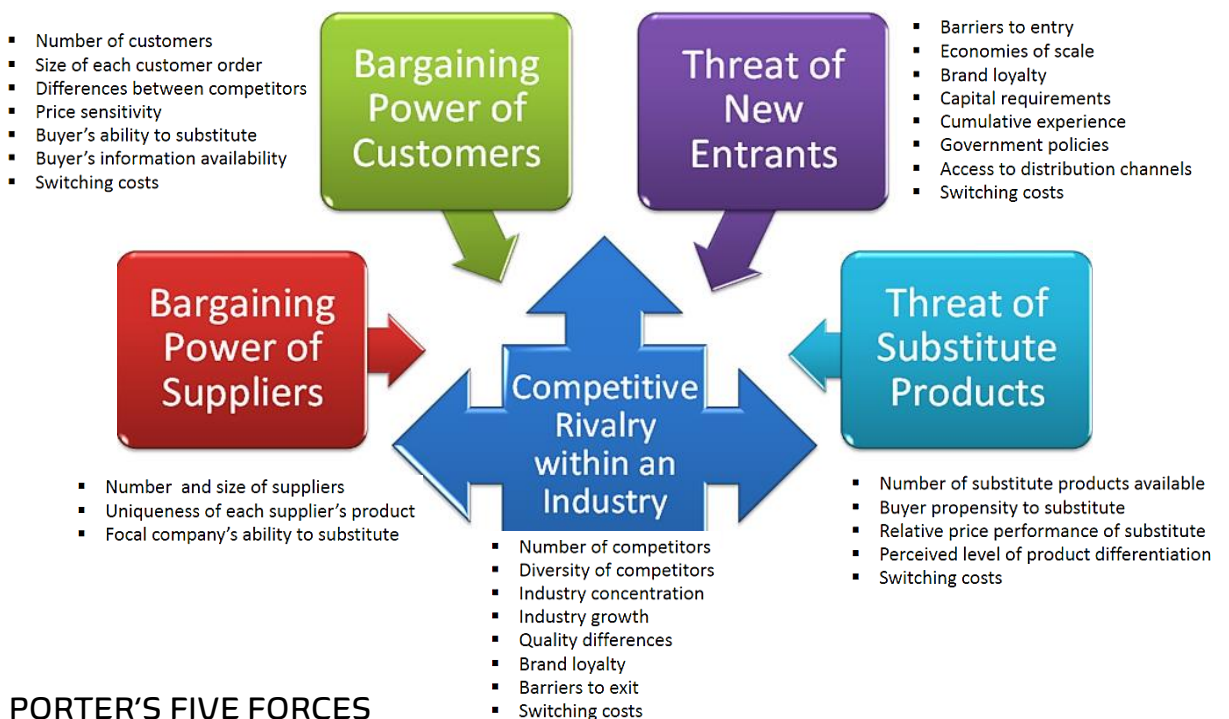 ▪ Number of customers
▪ Size of each customer order
▪ Differences between competitors
▪ Price sensitivity
▪ Buyer’s ability to substitute
▪ Buyer’s information availability
▪ Switching costs
Bargaining
Power of
Customers
Threat of
New
Entrants
▪ Barriers to entry
▪ Economies of scale
▪ Brand loyalty
▪ Capital requirements
▪ Cumulative experience
▪ Government policies
▪ Access to distribution channels
▪ Switching costs
Bargaining
Power of
Suppliers
▪ Number and size of suppliers
▪ Uniqueness of each supplier’s product
▪ Focal company’s ability to substitute
Competitive
Rivalry
within an
Industry
▪ Number of competitors
▪ Diversity of competitors
▪ Industry concentration
▪ Industry growth
▪ Quality differences
▪ Brand loyalty
▪ Barriers to exit
▪ Switching costs
Threat of
Substitute
Products
▪ Number of substitute products available
▪ Buyer propensity to substitute
▪ Relative price performance of substitute
▪ Perceived level of product differentiation
▪ Switching costs
PORTER’S FIVE FORCES